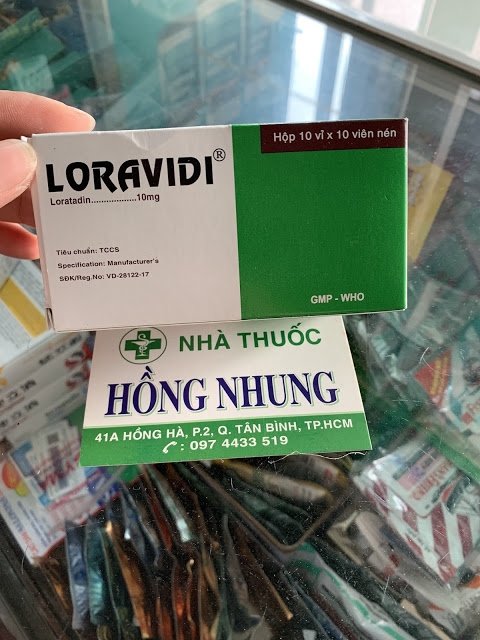 LORAVIDI®
Loratadin..................10mg
Tiêu chuẩn: TCCS
Specification: Manufacturer's
SĐK/Reg.No: VD-28122-17
Hộp 10 vỉ x 10 viên nén
GMP - WHO
NHÀ THUỐC
HỒNG NHUNG
41A HỒNG HÀ, P.2, Q. TÂN BÌNH, TP.HCM
: 097 4433 519